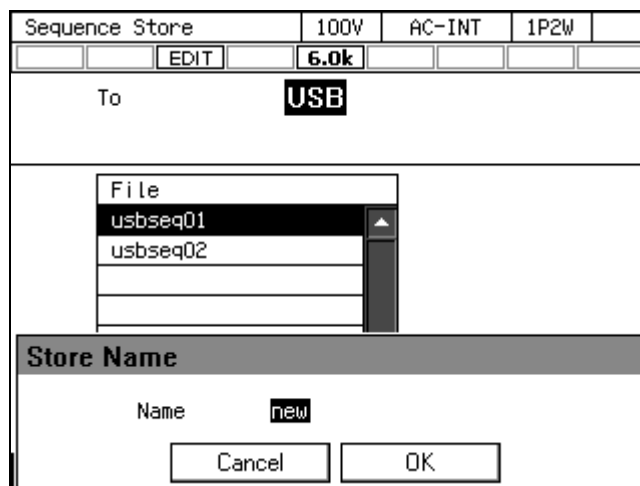 Sequence Store 100V AC-INT 1P2W
EDIT 6.0k
To USB
File
usbseq01
usbseq02
Store Name
Name new
Cancel OK